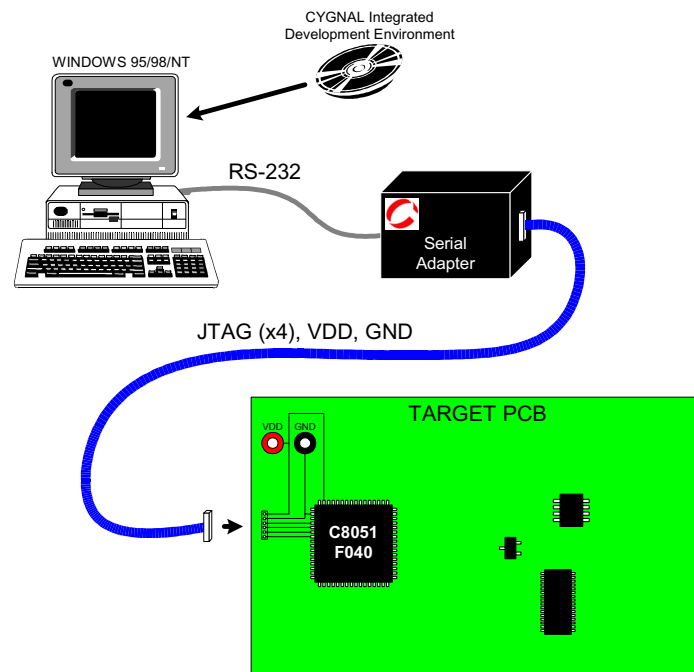 CYGNAL Integrated
Development Environment
WINDOWS 95/98/NT
RS-232
Serial
Adapter
JTAG (x4), VDD, GND
TARGET PCB
VDD
GND
C8051
F040